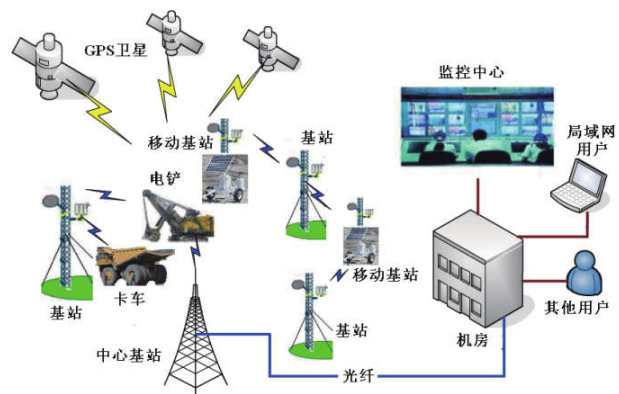 GPS卫星
监控中心
移动基站
基站
局域网
用户
电铲
卡车
移动基站
基站
其他用户
基站
机房
中心基站
光纤